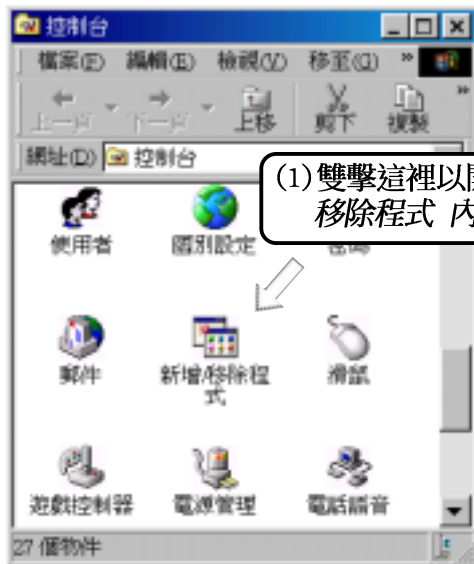 控制台
檔案(F) 編輯(E) 檢視(V) 移至(G) »
上一頁 下一頁 上移 剪下 複製 »
網址(D) 控制台
(1)雙擊這裡以
移除程式
使用者 國別設定
郵件 新增/移除程式 滑鼠
遊戲控制器 電源管理 電話語音
27 個物件